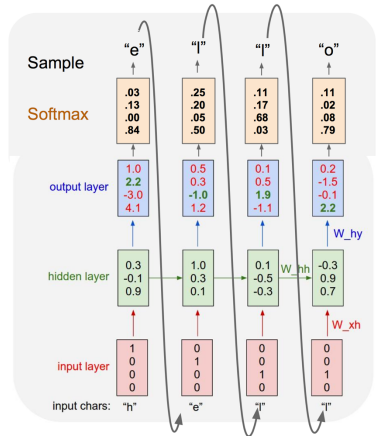 Sample “e” “l” “l” “o”
Softmax
.03 .25 .11 .11
.13 .20 .17 .02
.00 .05 .68 .08
.84 .50 .03 .79
output layer
1.0 0.5 0.1 0.2
2.2 0.3 0.5 -1.5
-3.0 -1.0 1.9 -0.1
4.1 1.2 -1.1 2.2
W_hy
hidden layer
0.3 1.0 0.1 -0.3
-0.1 0.3 -0.5 0.9
0.9 0.1 -0.3 0.7
W_hh
W_xh
input layer
1 0 0 0
0 1 0 0
0 0 1 1
0 0 0 0
input chars: “h” “e” “l” “l”